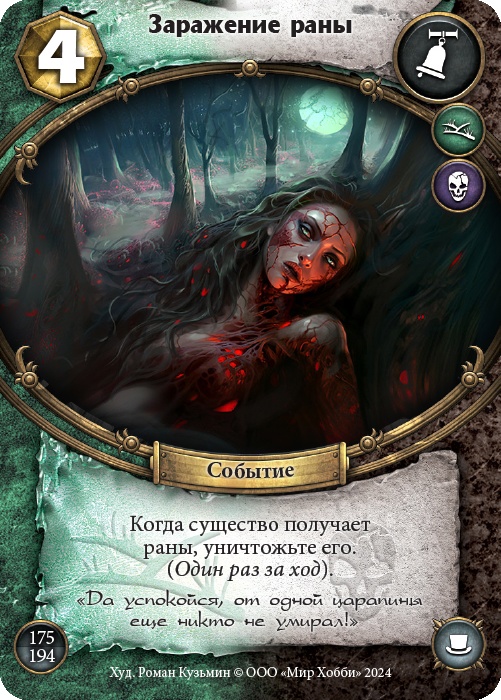 4
Заражение раны
Событие
Когда существо получает
раны, уничтожьте его.
(Один раз за ход).
«Да успокойся, от одной царапины
еще никто не умирал!»
175
194
Худ. Роман Кузьмин © ООО «Мир Хобби» 2024